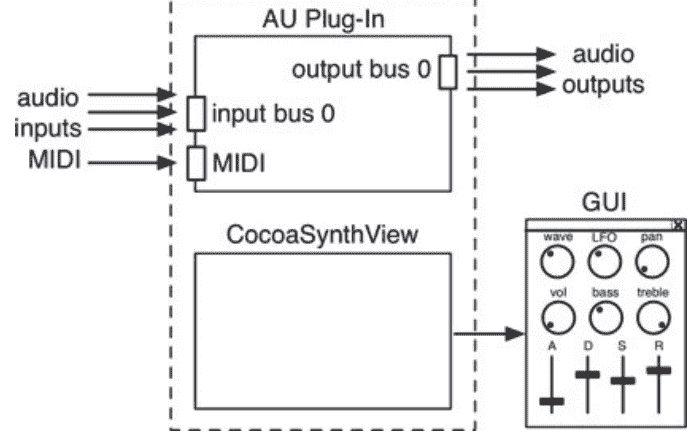 AU Plug-In
output bus 0
audio
outputs
audio
inputs
MIDI
input bus 0
MIDI
CocoaSynthView
GUI
X
wave LFO pan
vol bass treble
A D S R